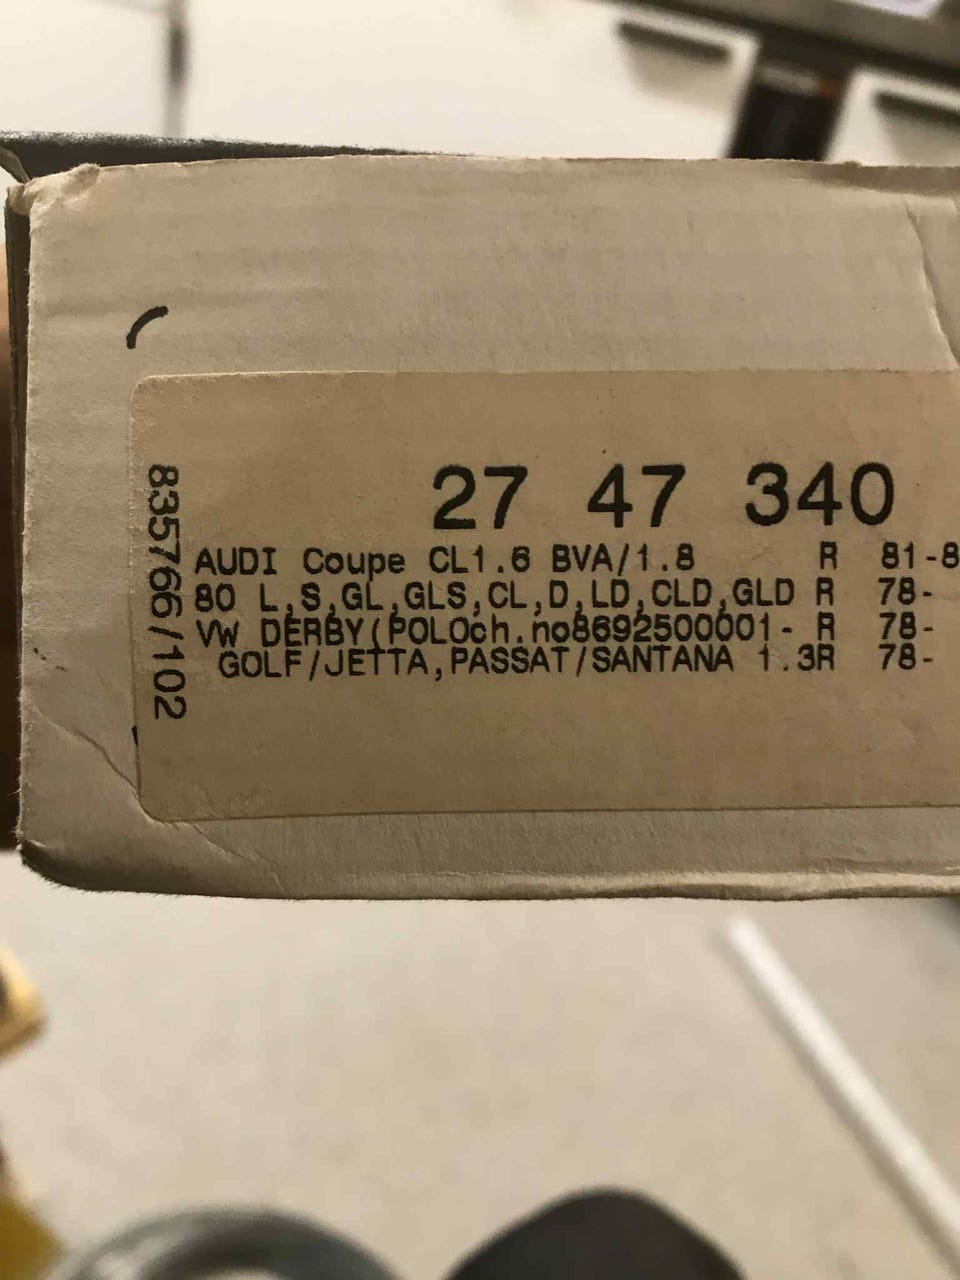 27 47 340
AUDI Coupe CL1.6 BVA/1.8 R 81-8
80 L,S,GL,GLS,CL,D,LD,CLD,GLD R 78-
VW DERBY(POLOch.no8692500001- R 78-
GOLF/JETTA,PASSAT/SANTANA 1.3R 78-
835766/102